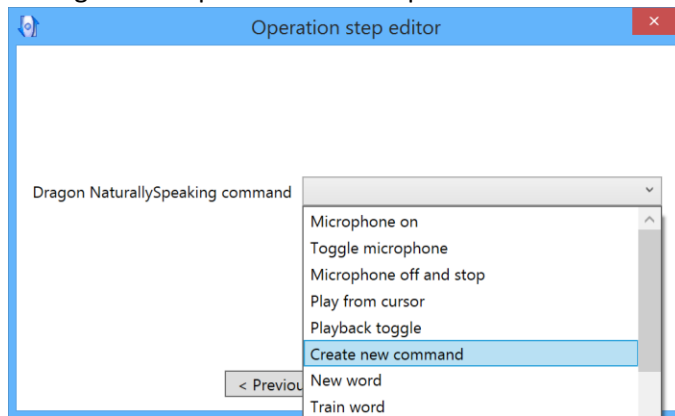 Operation step editor
Dragon NaturallySpeaking command
Microphone on
Toggle microphone
Microphone off and stop
Play from cursor
Playback toggle
Create new command
< Previou
New word
Train word